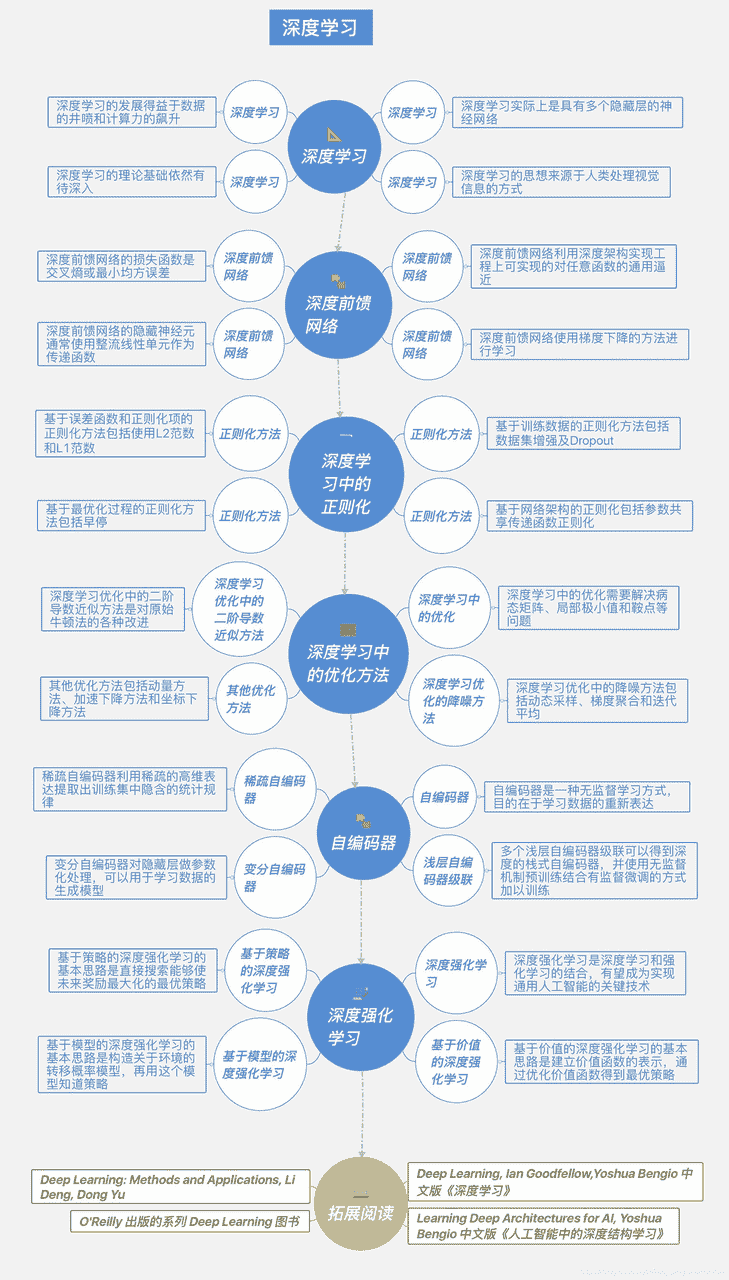 深度学习
深度学习的发展得益于数据
的井喷和计算力的飙升
深度学习
深度学习
深度学习实际上是具有多个隐藏层的神
经网络
深度学习
深度学习的理论基础依然有
待深入
深度学习
深度学习
深度学习的思想来源于人类处理视觉
信息的方式
深度前馈网络的损失函数是
交叉熵或最小均方误差
深度前馈
网络
深度前馈
网络
深度前馈网络利用深度架构实现工
程上可实现的对任意函数的通用逼
近
深度前馈
网络
深度前馈网络的隐藏神经元
通常使用整流线性单元作为
传递函数
深度前馈
网络
深度前馈
网络
深度前馈网络使用梯度下降的方法进
行学习
基于误差函数和正则化项的
正则化方法包括使用L2范数
和L1范数
正则化方法
正则化方法
基于训练数据的正则化方法包括
数据集增强及Dropout
深度学
习中的
正则化
基于最优化过程的正则化方
法包括早停
正则化方法
正则化方法
基于网络架构的正则化包括参数共
享传递函数正则化
深度学习优化中的二阶
导数近似方法是对原始
牛顿法的各种改进
深度学习
优化中的
二阶导数
近似方法
深度学习中
的优化
深度学习中的优化需要解决病
态矩阵、局部极小值和鞍点等
问题
深度学习中
的优化方法
其他优化方法包括动量方
法、加速下降方法和坐标下
降方法
其他优化
方法
深度学习优
化的降噪方
法
深度学习优化中的降噪方法包
括动态采样、梯度聚合和迭代
平均
稀疏自编码器利用稀疏的高维表
达提取出训练集中隐含的统计规
律
稀疏自编码
器
自编码器
自编码器是一种无监督学习方式，
目的在于学习数据的重新表达
自编码器
变分自编码器对隐藏层做参数
化处理，可以用于学习数据的
生成模型
变分自编码
器
浅层自编
码器级联
多个浅层自编码器级联可以得到深
度的栈式自编码器，并使用无监督
机制预训练结合有监督微调的方式
加以训练
基于策略的深度强化学习的
基本思路是直接搜索能够使
未来奖励最大化的最优策略
基于策略
的深度强
化学习
深度强化学
习
深度强化学习是深度学习和强
化学习的结合，有望成为实现
通用人工智能的关键技术
深度强化
学习
基于模型的深度强化学习的
基本思路是构造关于环境的
转移概率模型，再用这个模
型知道策略
基于模型的深
度强化学习
基于价值
的深度强
化学习
基于价值的深度强化学习的基本
思路是建立价值函数的表示，通
过优化价值函数得到最优策略
Deep Learning: Methods and Applications, Li
Deng, Dong Yu
Deep Learning, Ian Goodfellow,Yoshua Bengio 中
文版《深度学习》
拓展阅读
O'Reilly 出版的系列 Deep Learning 图书
Learning Deep Architectures for AI, Yoshua
Bengio 中文版《人工智能中的深度结构学习》